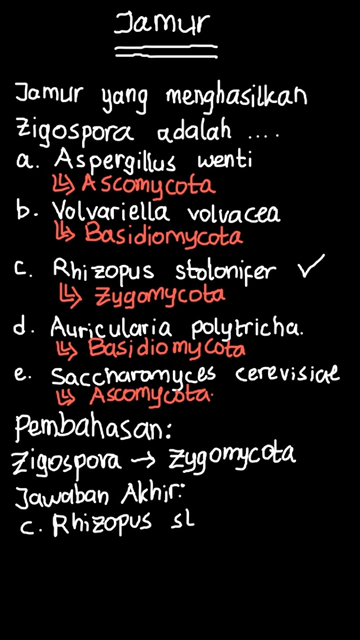 Jamur
Jamur yang menghasilkan
Zigospora adalah ....
a. Aspergillus wenti
↳ Ascomycota
b. Volvariella volvacea
↳ Basidiomycota
c. Rhizopus stolonifer ✓
↳ Zygomycota
d. Auricularia polytricha.
↳ Basidiomycota
e. Saccharomyces cerevisiae
↳ Ascomycota.
Pembahasan:
Zigospora → Zygomycota
Jawaban Akhir:
c. Rhizopus sl